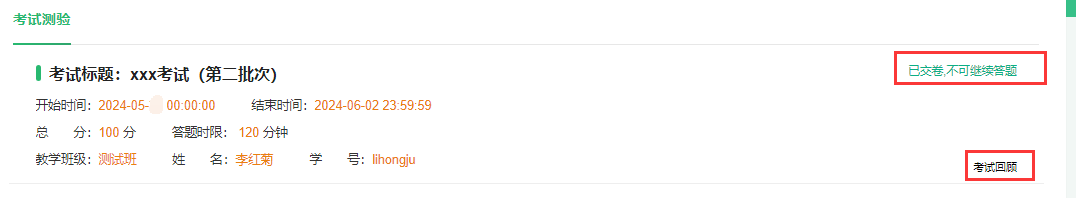 考试测验
考试标题：xxx考试（第二批次）
已交卷,不可继续答题
开始时间：2024-05- 00:00:00 结束时间：2024-06-02 23:59:59
总 分：100 分 答题时限： 120 分钟
教学班级：测试班 姓 名：李红菊 学 号：lihongju
考试回顾